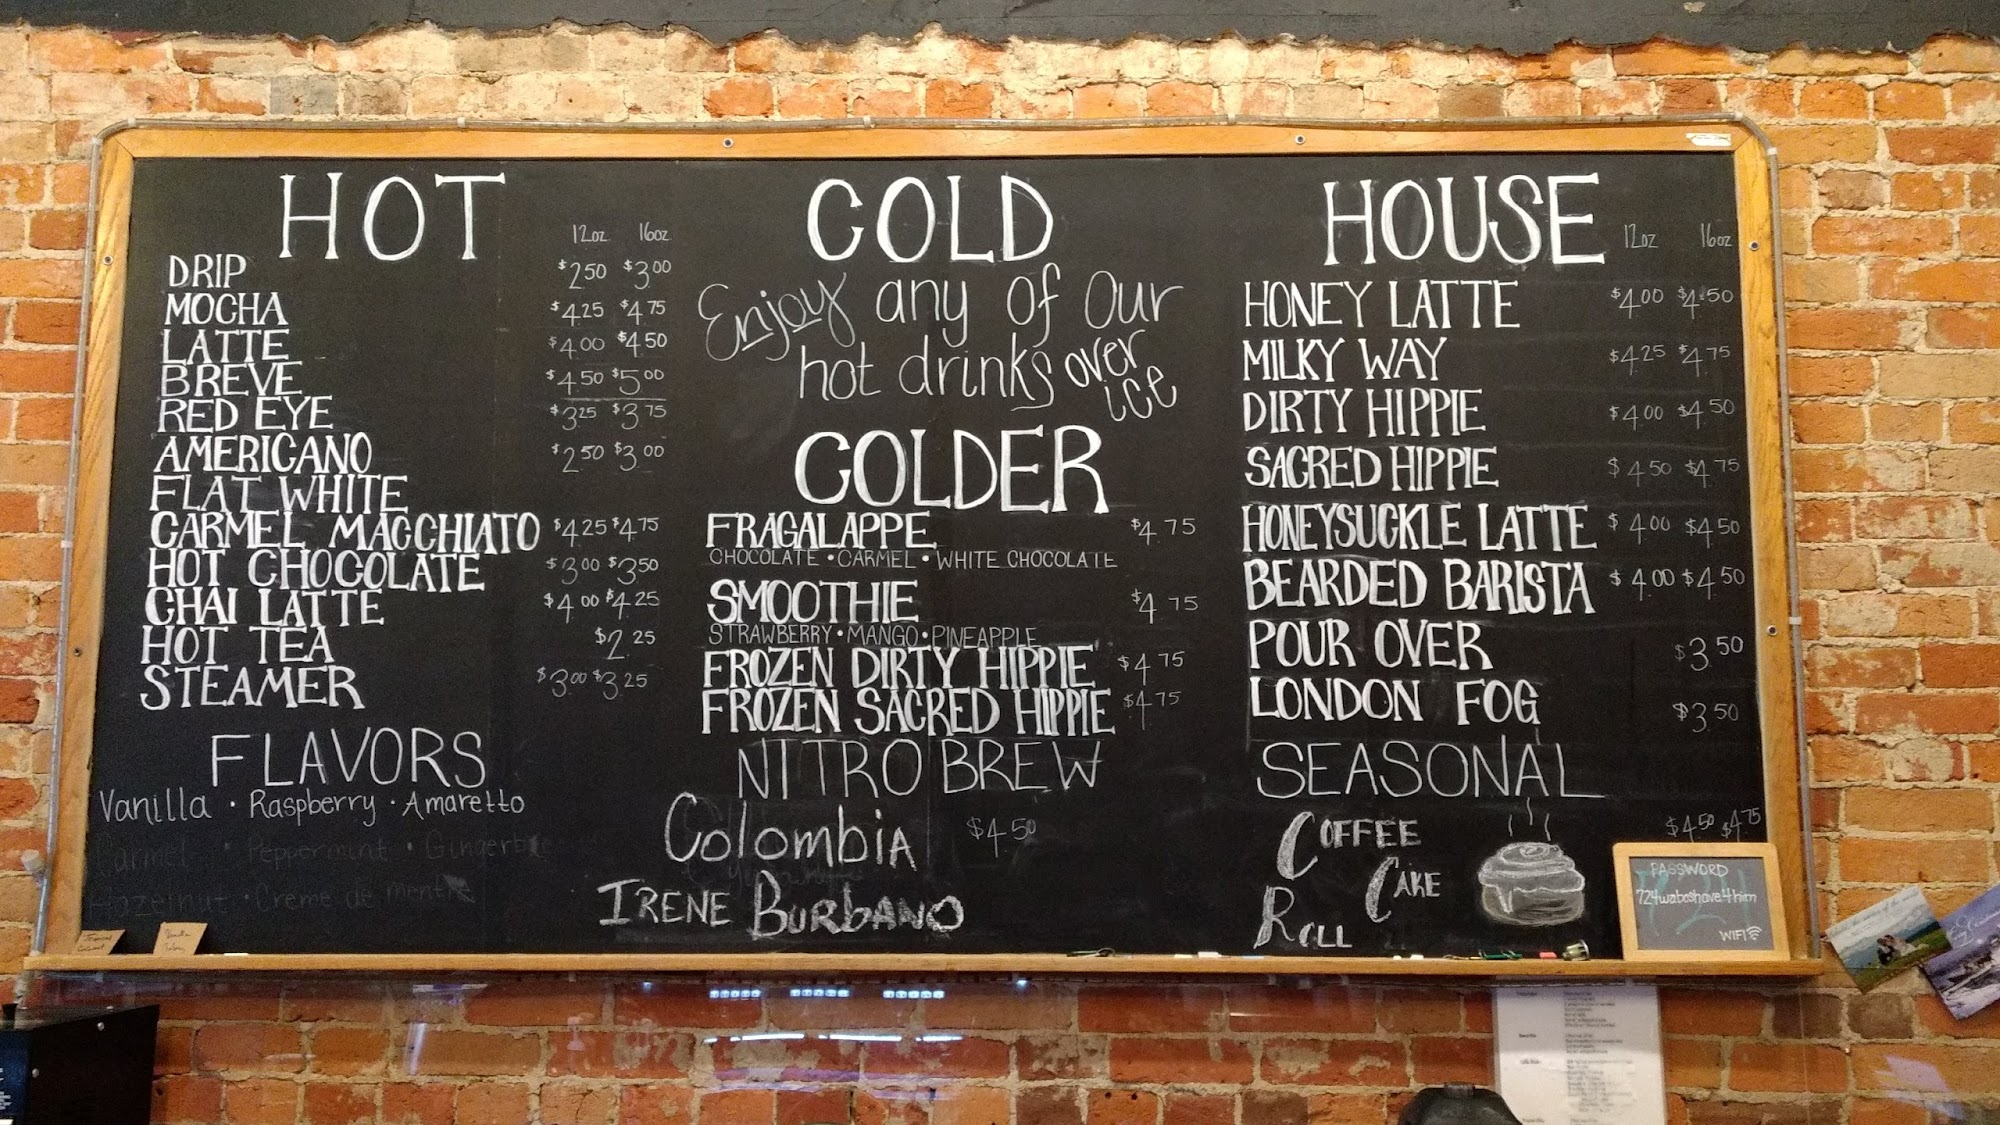 HOT
12oz 16oz
DRIP $2.50 $3.00
MOCHA $4.25 $4.75
LATTE $4.00 $4.50
BREVE $4.50 $5.00
RED EYE $3.25 $3.75
AMERICANO $2.50 $3.00
FLAT WHITE
CARMEL MACCHIATO $4.25 $4.75
HOT CHOCOLATE $3.00 $3.50
CHAI LATTE $4.00 $4.25
HOT TEA $2.25
STEAMER $3.00 $3.25
FLAVORS
Vanilla • Raspberry • Amaretto
Carmel • Peppermint •
Hazelnut • Creme de menthe
COLD
Enjoy any of Our
hot drinks over
ice
COLDER
FRAGALAPPE $4.75
CHOCOLATE • CARMEL • WHITE CHOCOLATE
SMOOTHIE $4.75
STRAWBERRY • MANGO • PINEAPPLE
FROZEN DIRTY HIPPIE $4.75
FROZEN SACRED HIPPIE $4.75
NITRO BREW
Colombia $4.50
IRENE BURBANO
HOUSE
12oz 16oz
HONEY LATTE $4.00 $4.50
MILKY WAY $4.25 $4.75
DIRTY HIPPIE $4.00 $4.50
SACRED HIPPIE $4.50 $4.75
HONEYSUCKLE LATTE $4.00 $4.50
BEARDED BARISTA $4.00 $4.50
POUR OVER $3.50
LONDON FOG $3.50
SEASONAL
$4.50 $4.75
COFFEE
CAKE
ROLL
PASSWORD
724wabashave4him
WIFI